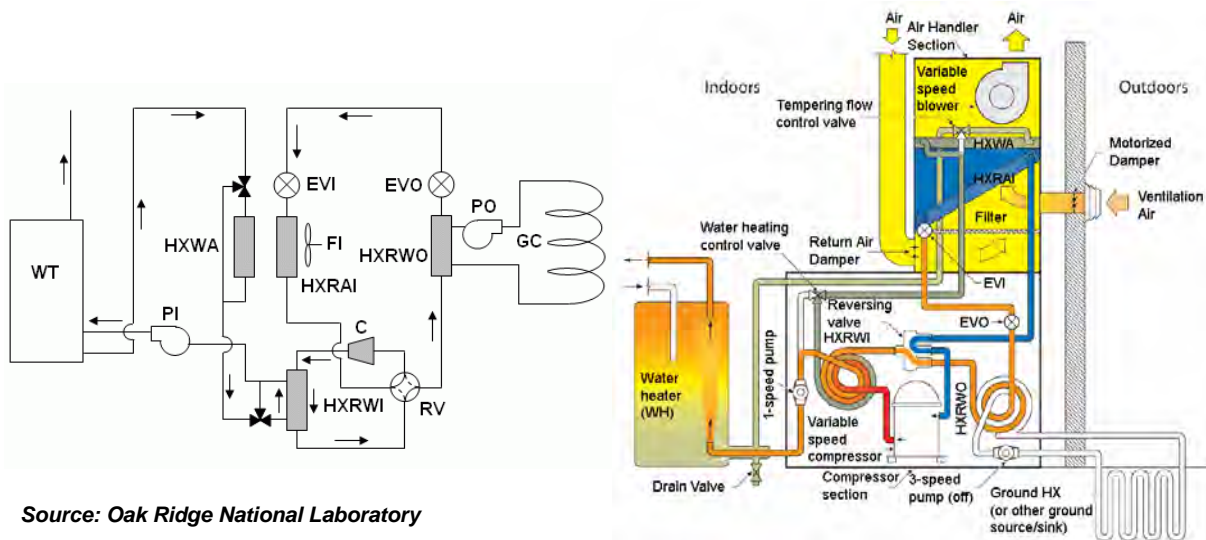 WT
HXWA
PI
EVI
FI
HXRAI
C
HXRWI
RV
EVO
PO
HXRWO
GC
Source: Oak Ridge National Laboratory
Air
Air Handler
Section
Air
Indoors
Outdoors
Variable
speed
blower
Tempering flow
control valve
HXWA
HXRAI
Motorized
Damper
Ventilation
Air
Filter
Water heating
control valve
Return Air
Damper
EVI
Reversing
valve
HXRWI
EVO
1-speed pump
Water
heater
(WH)
HXRWO
Variable
speed
compressor
Drain Valve
Compressor
section
3-speed
pump (off)
Ground HX
(or other ground
source/sink)